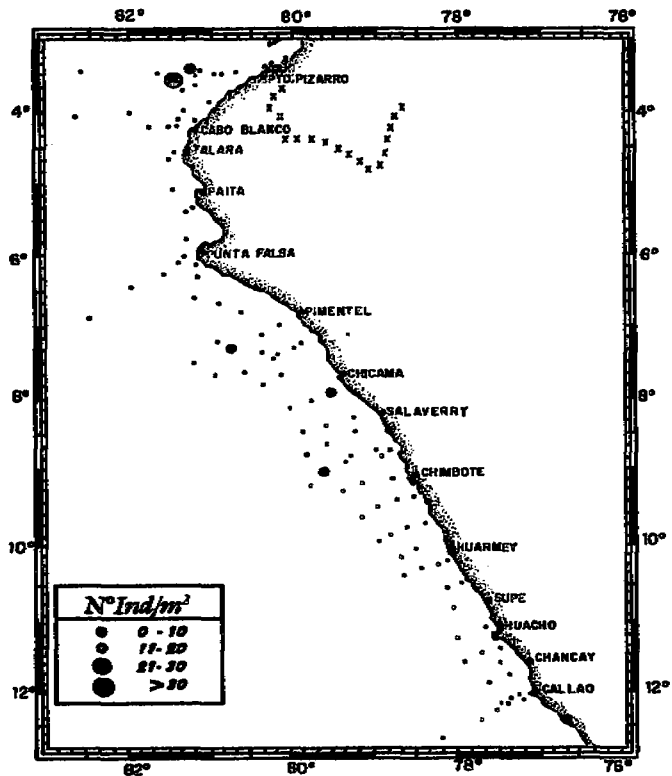 82° 80° 78° 76°
PTO.PIZARRO
4° 4°
CABO BLANCO
TALARA
PAITA
PUNTA FALSA
6° 6°
PIMENTEL
CHICAMA
8° 8°
SALAVERRY
CHIMBOTE
10° 10°
HUARMEY
SUPE
HUACHO
CHANCAY
CALLAO
12° 12°
N° Ind/m²
0 - 10
11 - 20
21 - 30
> 30
82° 80° 78° 76°